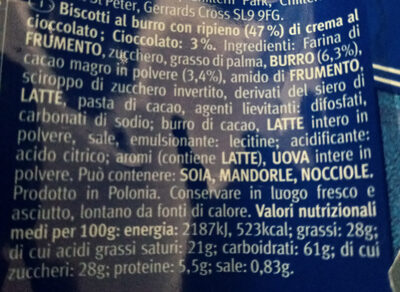 St Peter, Gerrards Cross SL9 9FG.
Biscotti al burro con ripieno (47%) di crema al
cioccolato; Cioccolato: 3%. Ingredienti: Farina di
FRUMENTO, zucchero, grasso di palma, BURRO (6,3%),
cacao magro in polvere (3,4%), amido di FRUMENTO,
sciroppo di zucchero invertito, derivati del siero di
LATTE, pasta di cacao, agenti lievitanti: difosfati,
carbonati di sodio; burro di cacao, LATTE intero in
polvere, sale, emulsionante: lecitine; acidificante:
acido citrico; aromi (contiene LATTE), UOVA intere in
polvere. Può contenere: SOIA, MANDORLE, NOCCIOLE.
Prodotto in Polonia. Conservare in luogo fresco e
asciutto, lontano da fonti di calore. Valori nutrizionali
medi per 100g: energia: 2187kJ, 523kcal; grassi: 28g;
di cui acidi grassi saturi: 21g; carboidrati: 61g; di cui
zuccheri: 28g; proteine: 5,5g; sale: 0,83g.